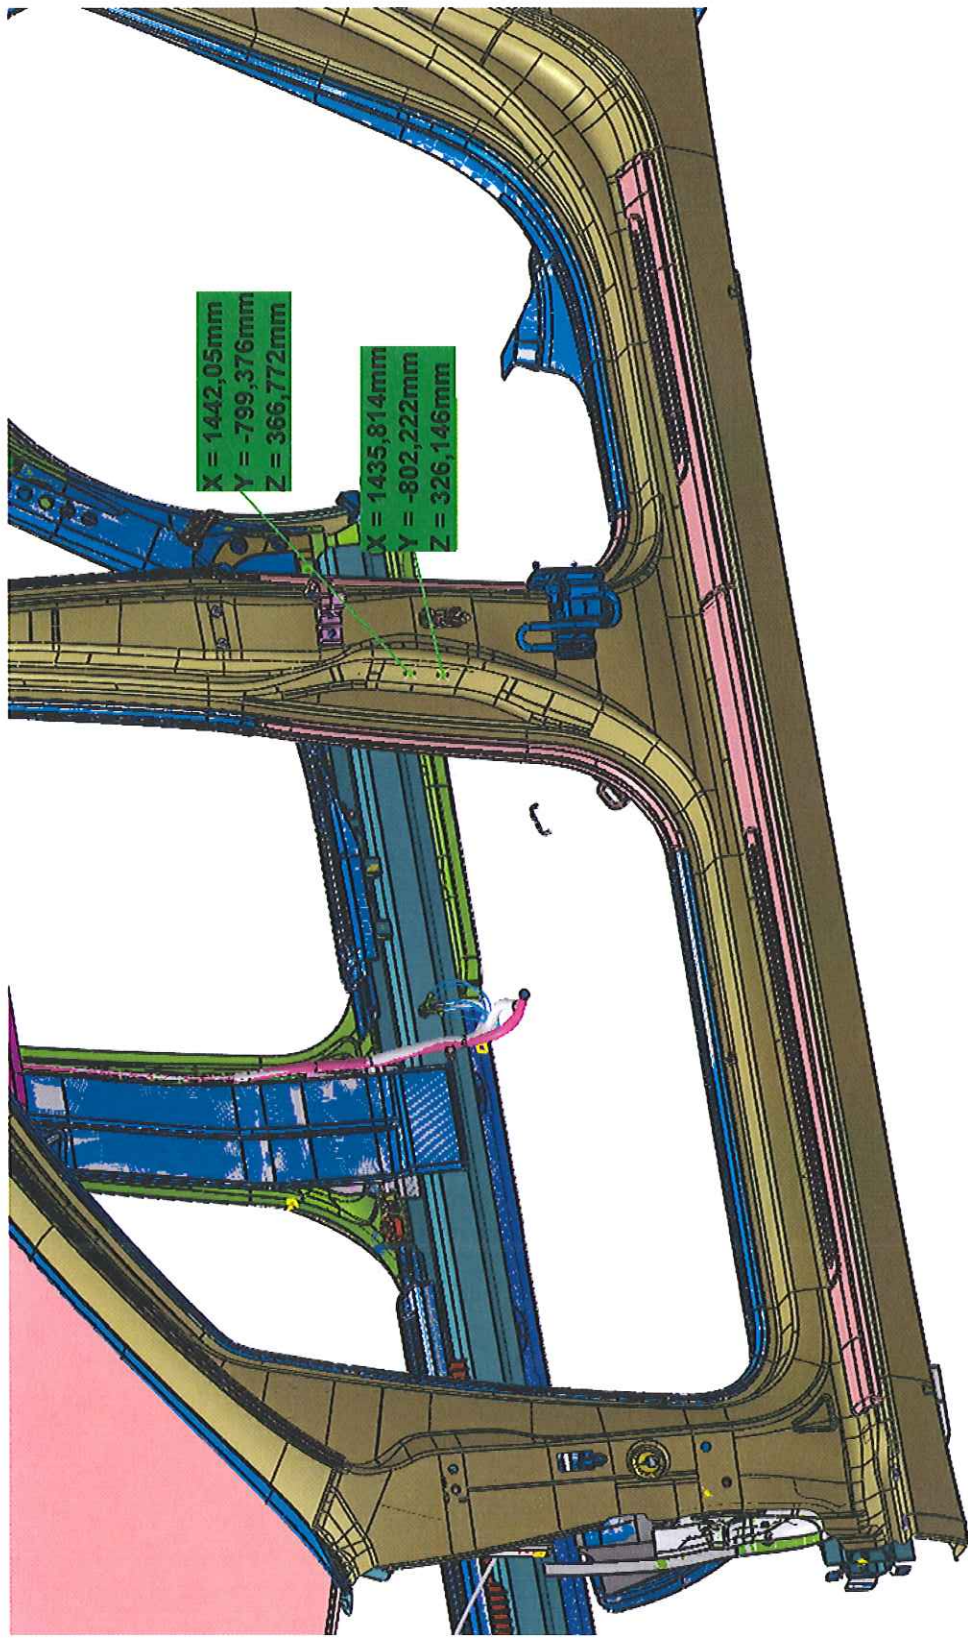 X = 1442,05mm
Y = -799,376mm
Z = 366,772mm
X = 1435,814mm
Y = -802,222mm
Z = 326,146mm